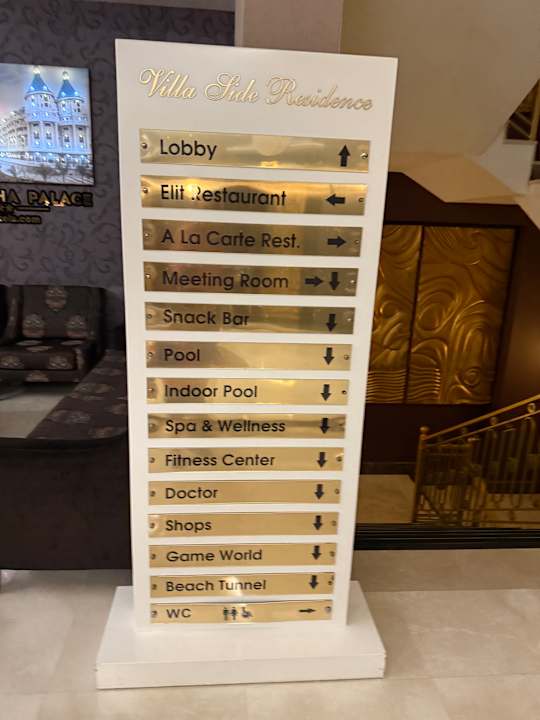 Villa Side Residence
Lobby
Elit Restaurant
A La Carte Rest.
Meeting Room
Snack Bar
Pool
Indoor Pool
Spa & Wellness
Fitness Center
Doctor
Shops
Game World
Beach Tunnel
WC
PALACE